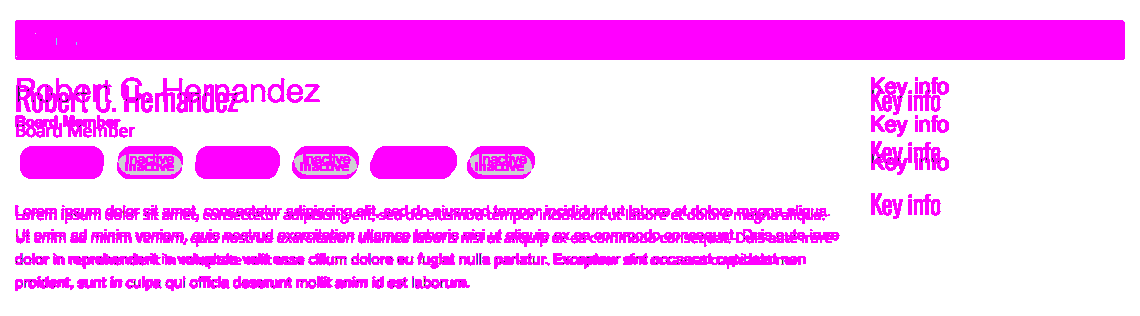 Robert C. Hernandez
Robert C. Hernandez
Board Member
Board Member
Inactive Inactive Inactive
Inactive Inactive Inactive
Key info
Key info
Key info
Key info
Key info
Key info
Lorem ipsum dolor sit amet, consectetur adipiscing elit, sed do eiusmod tempor incididunt ut labore et dolore magna aliqua.
Ut enim ad minim veniam, quis nostrud exercitation ullamco laboris nisi ut aliquip ex ea commodo consequat. Duis aute irure
dolor in reprehenderit in voluptate velit esse cillum dolore eu fugiat nulla pariatur. Excepteur sint occaecat cupidatat non
proident, sunt in culpa qui officia deserunt mollit anim id est laborum.